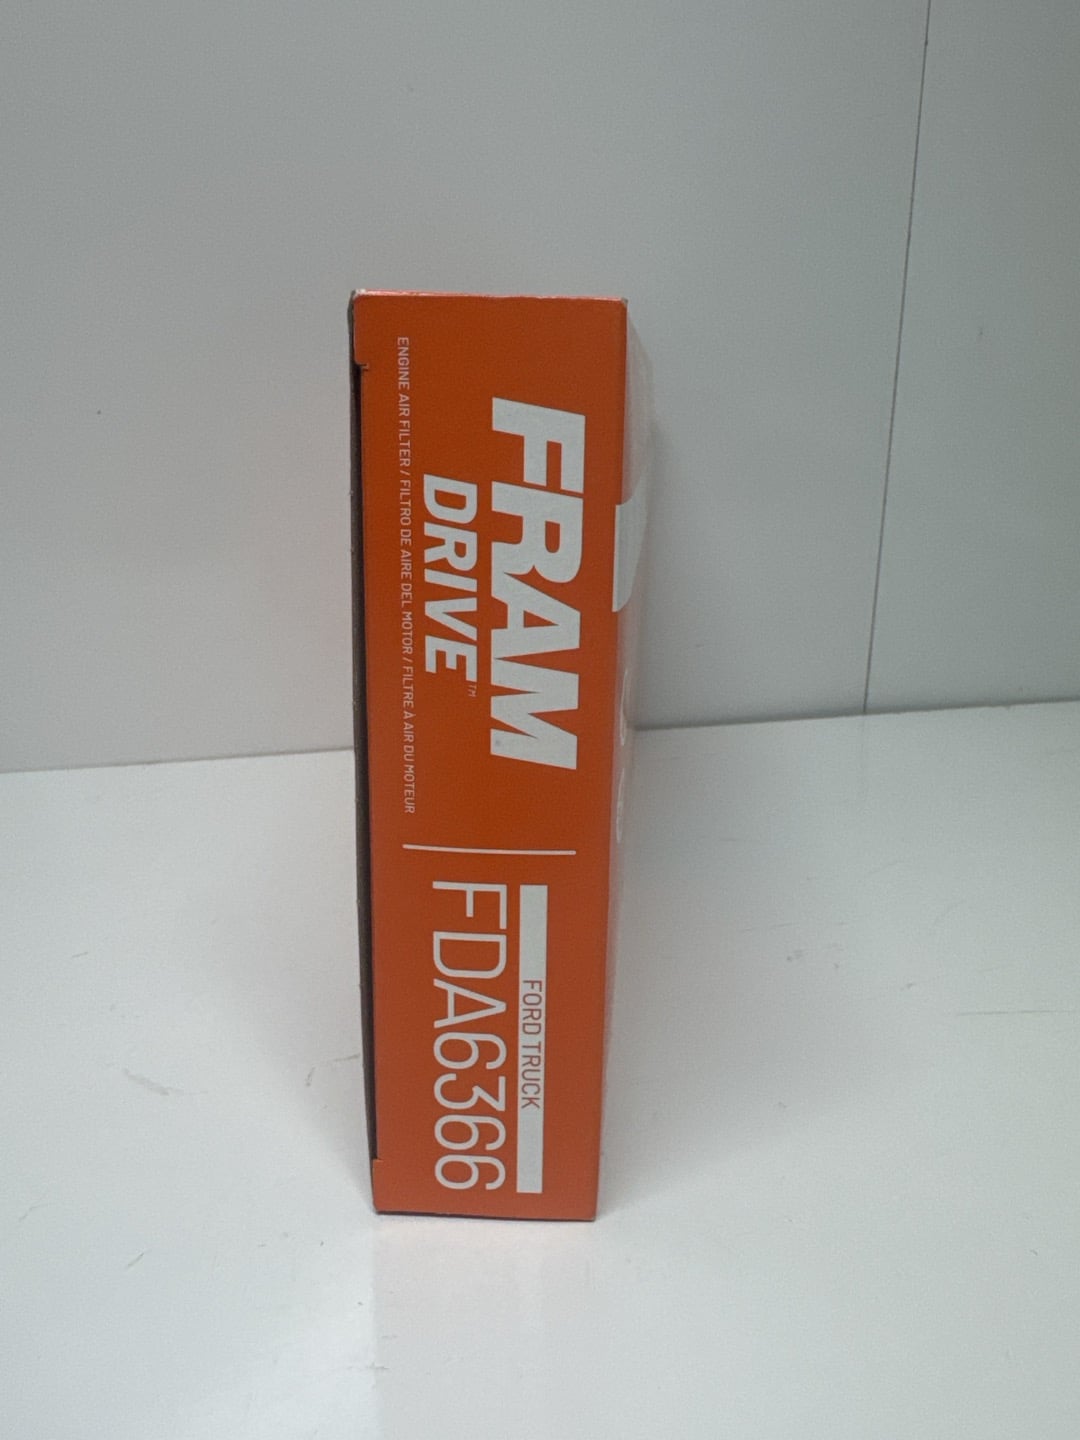 FRAM
DRIVE™
ENGINE AIR FILTER / FILTRO DE AIRE DEL MOTOR / FILTRE À AIR DU MOTEUR
FORD TRUCK
FDA6366